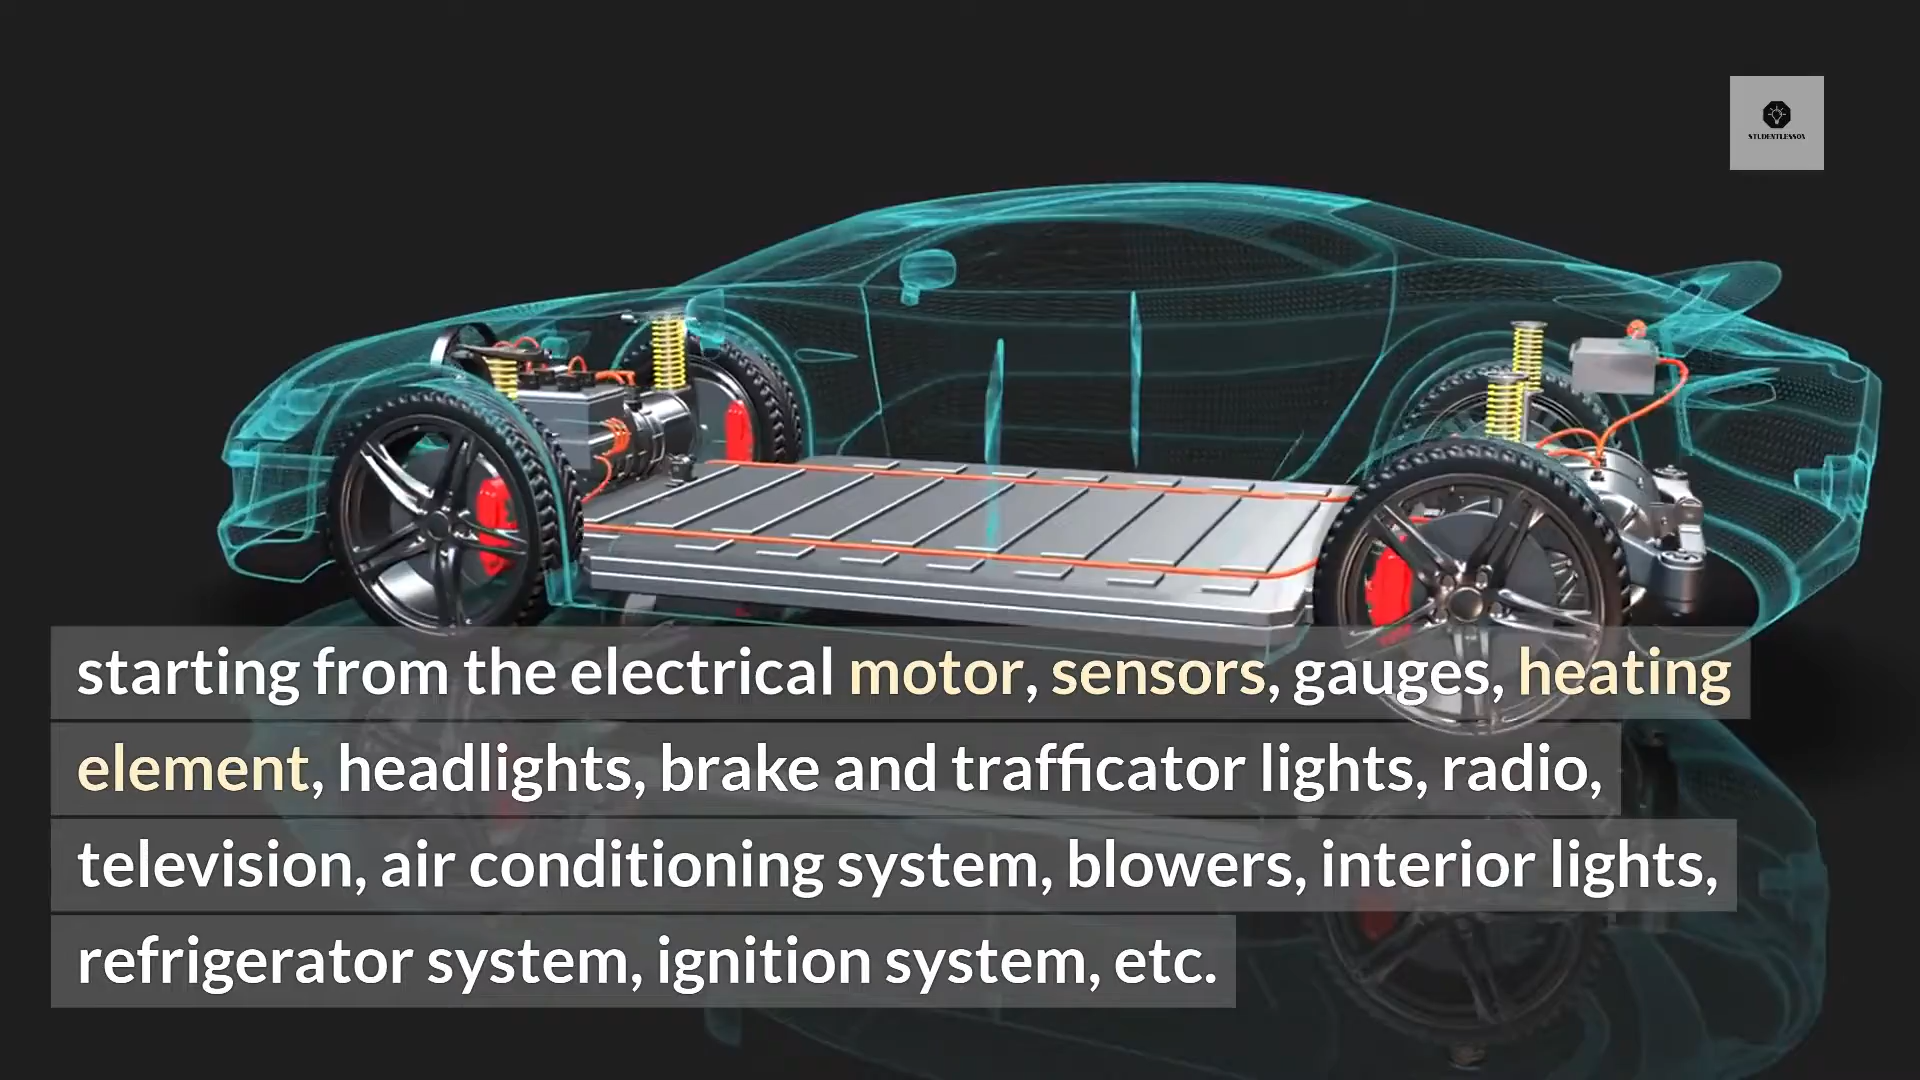 STUDENTLESSON
starting from the electrical motor, sensors, gauges, heating
element, headlights, brake and trafficator lights, radio,
television, air conditioning system, blowers, interior lights,
refrigerator system, ignition system, etc.